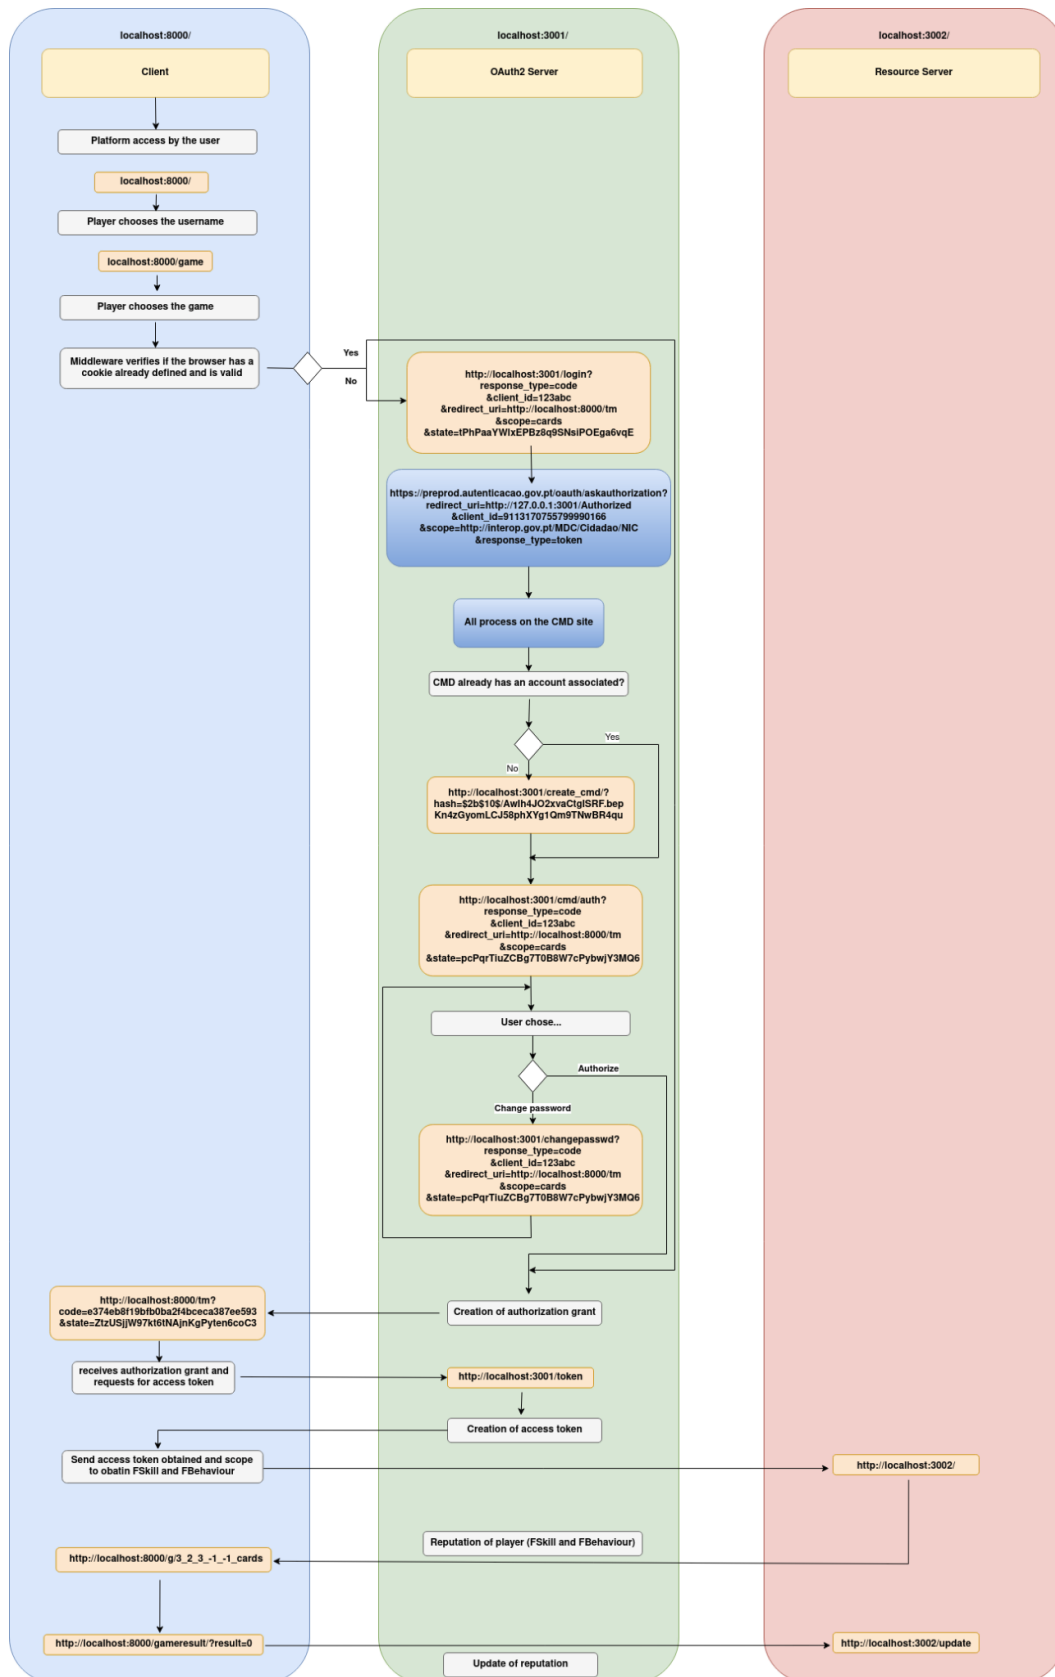 localhost:8000/
localhost:3001/
localhost:3002/
Client
OAuth2 Server
Resource Server
Platform access by the user
localhost:8000/
Player chooses the username
localhost:8000/game
Player chooses the game
Middleware verifies if the browser has a
cookie already defined and is valid
Yes
No
http://localhost:3001/login?
response_type=code
&client_id=123abc
&redirect_uri=http://localhost:8000/tm
&scope=cards
&state=tPhPaaYWlxEPBz8q9SNsiPOEga6vqE
https://preprod.autenticacao.gov.pt/oauth/askauthorization?
redirect_uri=http://127.0.0.1:3001/Authorized
&client_id=9113170755799990166
&scope=http://interop.gov.pt/MDC/Cidadao/NIC
&response_type=token
All process on the CMD site
CMD already has an account associated?
Yes
No
http://localhost:3001/create_cmd/?
hash=$2b$10$/Awlh4JO2xvaCtglSRF.bep
Kn4zGyomLCJ58phXYg1Qm9TNwBR4qu
http://localhost:3001/cmd/auth?
response_type=code
&client_id=123abc
&redirect_uri=http://localhost:8000/tm
&scope=cards
&state=pcPqrTiuZCBg7T0B8W7cPybwjY3MQ6
User chose...
Authorize
Change password
http://localhost:3001/changepasswd?
response_type=code
&client_id=123abc
&redirect_uri=http://localhost:8000/tm
&scope=cards
&state=pcPqrTiuZCBg7T0B8W7cPybwjY3MQ6
http://localhost:8000/tm?
code=e374eb8f19bfb0ba2f4bceca387ee593
&state=ZtzUSjjW97kt6tNAjnKgPyten6coC3
Creation of authorization grant
receives authorization grant and
requests for access token
http://localhost:3001/token
Creation of access token
Send access token obtained and scope
to obatin FSkill and FBehaviour
http://localhost:3002/
Reputation of player (FSkill and FBehaviour)
http://localhost:8000/g/3_2_3_-1_-1_cards
http://localhost:8000/gameresult/?result=0
http://localhost:3002/update
Update of reputation